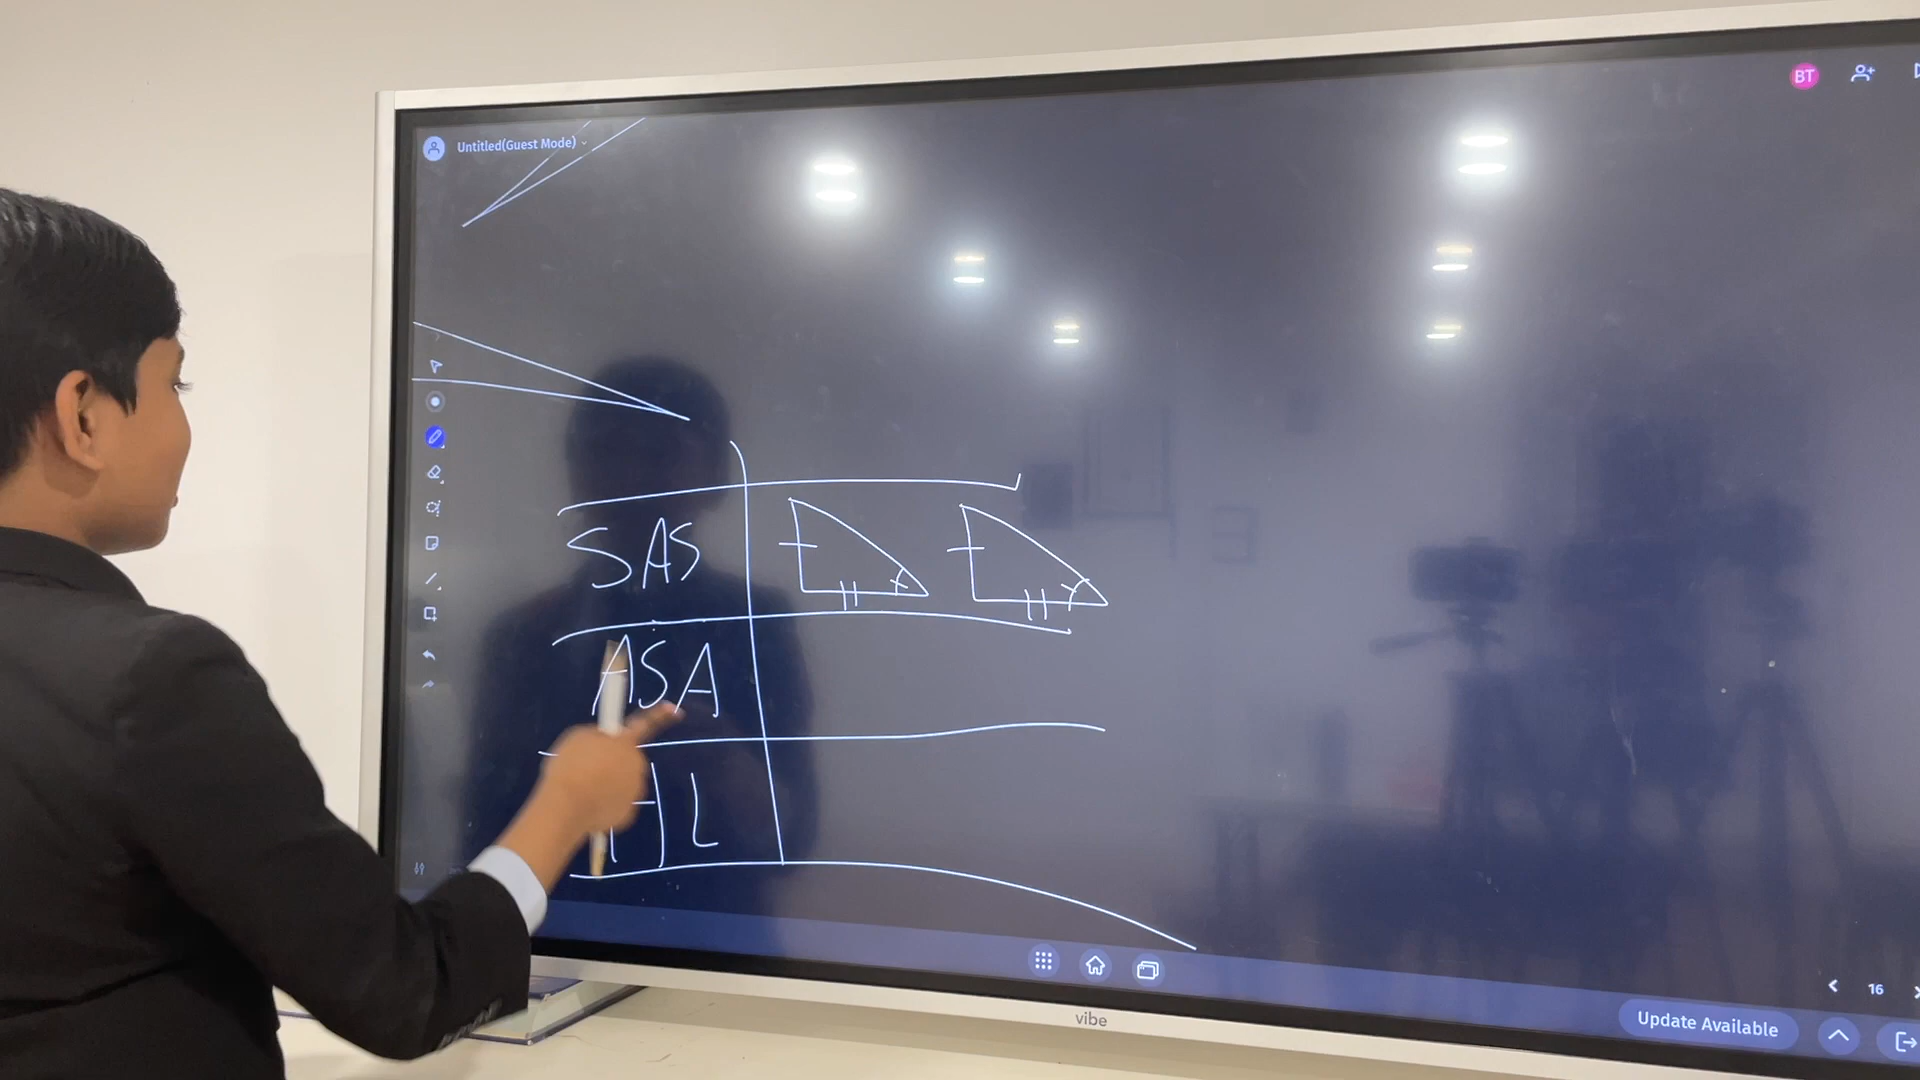 BT
Untitled(Guest Mode)
SAS
ASA
HL
16
Update Available
vibe